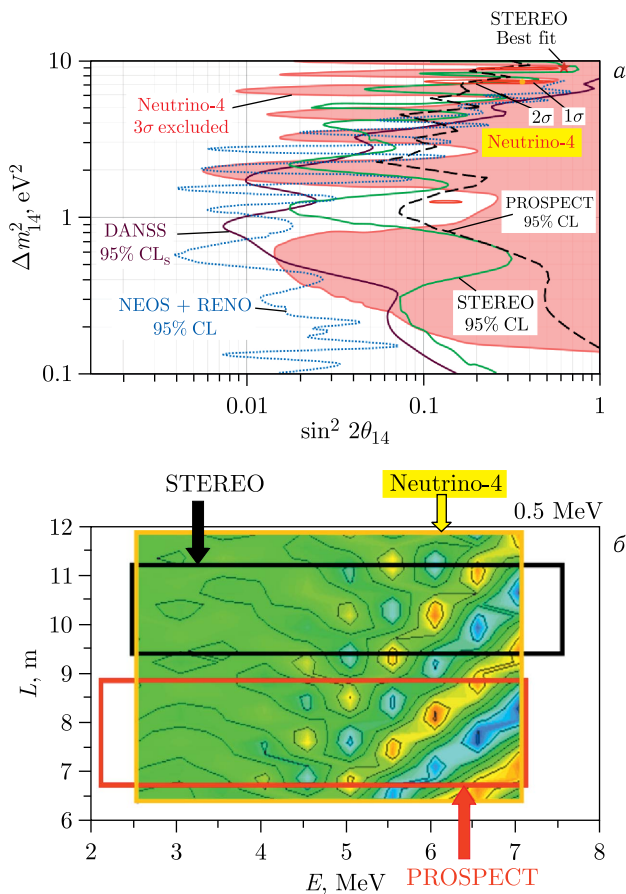 STEREO
Best fit
а
10
Neutrino-4
3σ excluded
2σ
1σ
Neutrino-4
Δm²₁₄, eV²
1
PROSPECT
95% CL
DANSS
95% CLₛ
NEOS + RENO
95% CL
STEREO
95% CL
0.1
0.01
0.1
1
sin² 2θ₁₄
STEREO
Neutrino-4
0.5 MeV
б
12
11
10
9
8
7
6
L, m
2
3
4
5
6
7
8
E, MeV
PROSPECT